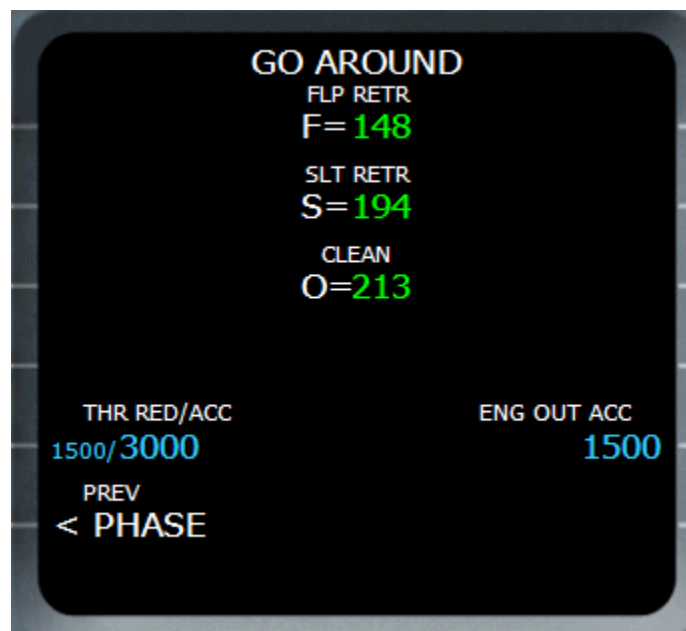 GO AROUND
FLP RETR
F=148
SLT RETR
S=194
CLEAN
O=213
THR RED/ACC ENG OUT ACC
1500/3000 1500
PREV
< PHASE